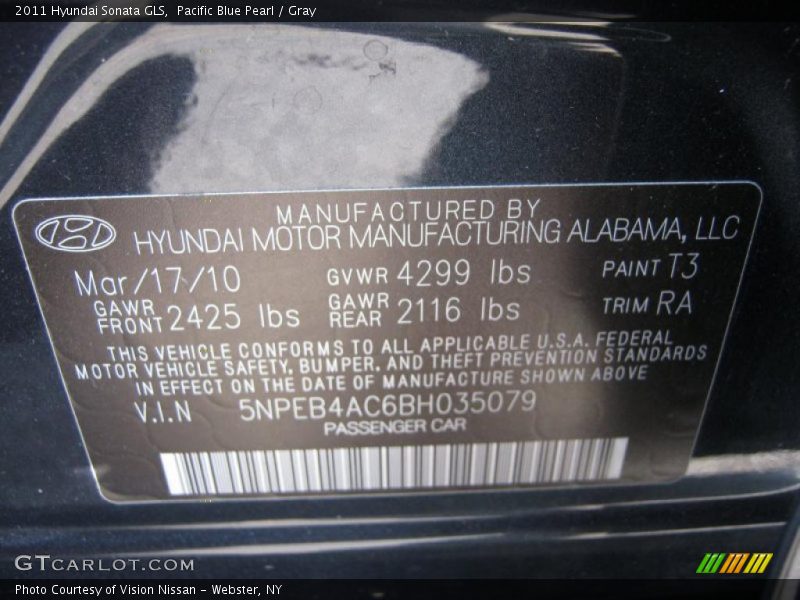 2011 Hyundai Sonata GLS, Pacific Blue Pearl / Gray
MANUFACTURED BY
HYUNDAI MOTOR MANUFACTURING ALABAMA, LLC
Mar/17/10 GVWR 4299 lbs PAINT T3
GAWR FRONT 2425 lbs GAWR REAR 2116 lbs TRIM RA
THIS VEHICLE CONFORMS TO ALL APPLICABLE U.S.A. FEDERAL
MOTOR VEHICLE SAFETY, BUMPER, AND THEFT PREVENTION STANDARDS
IN EFFECT ON THE DATE OF MANUFACTURE SHOWN ABOVE
V.I.N 5NPEB4AC6BH035079
PASSENGER CAR
GTCARLOT.COM
Photo Courtesy of Vision Nissan - Webster, NY